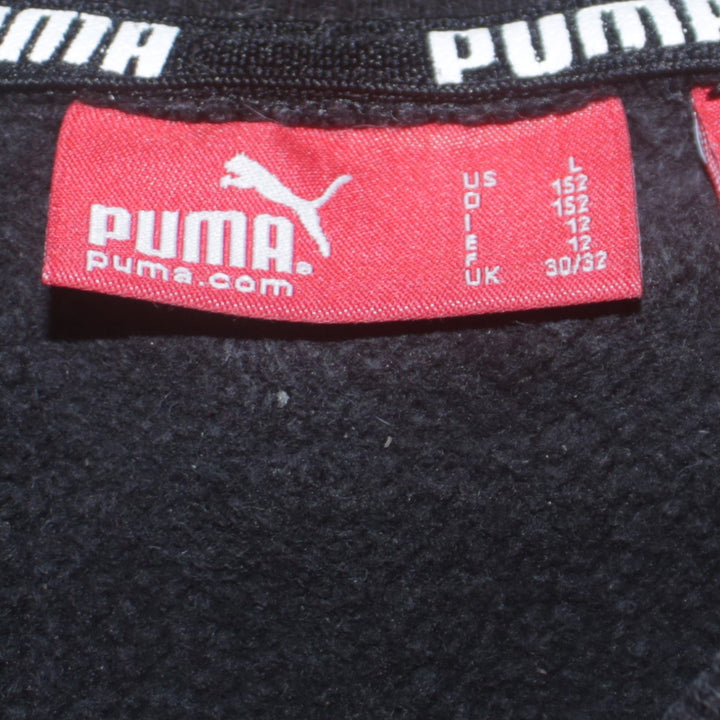 PUMA PUMA
PUMA®
puma.com
US L
D 152
I 152
E 12
F 12
UK 30/32